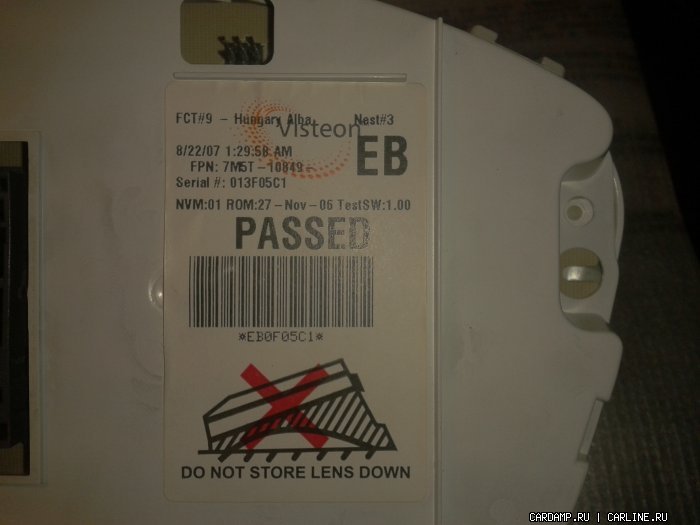 FCT#9 - Hungary Alba Nest#3
Visteon
8/22/07 1:29:58 AM
EB
FPN: 7M5T-10849-
Serial #: 013F05C1
NVM:01 ROM:27-Nov-06 TestSW:1.00
PASSED
*EB0F05C1*
DO NOT STORE LENS DOWN
CARDAMP.RU | CARLINE.RU